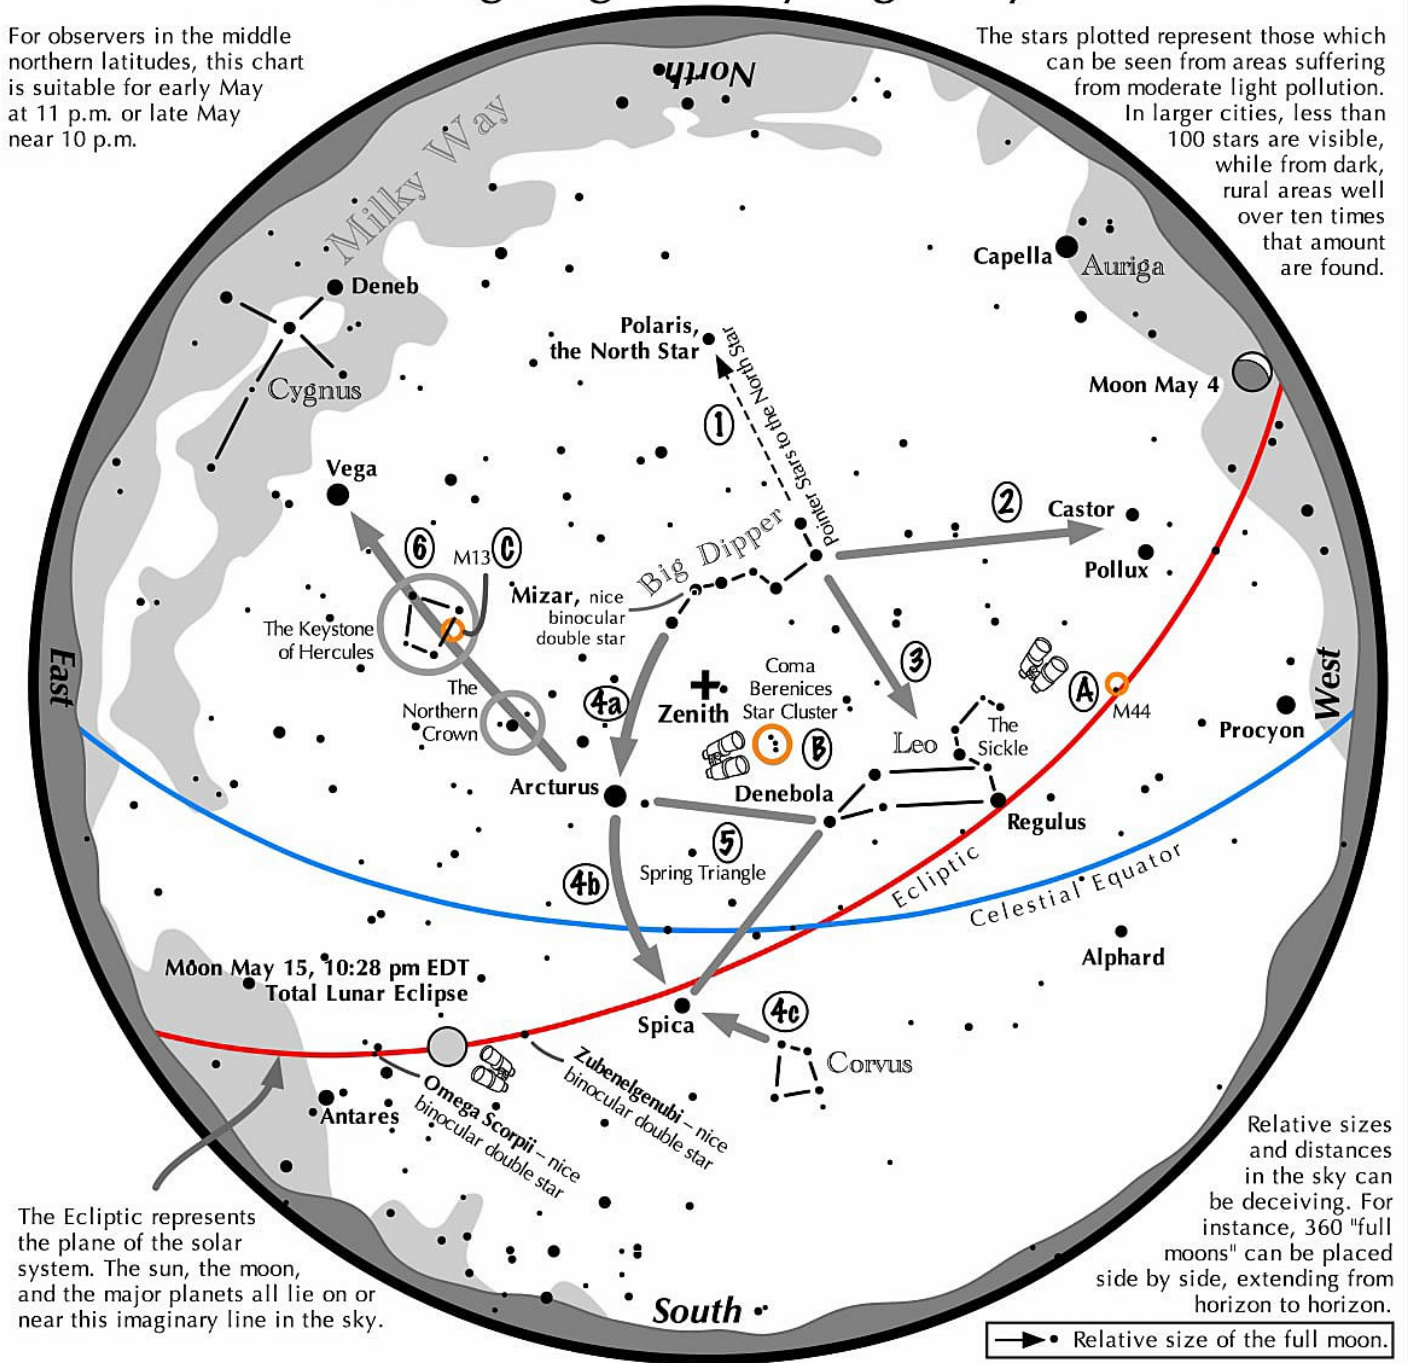 For observers in the middle
northern latitudes, this chart
is suitable for early May
at 11 p.m. or late May
near 10 p.m.
The stars plotted represent those which
can be seen from areas suffering
from moderate light pollution.
In larger cities, less than
100 stars are visible,
while from dark,
rural areas well
over ten times
that amount
are found.
North
Milky Way
Capella
Auriga
Deneb
Polaris,
the North Star
Cygnus
Moon May 4
1
Pointer Stars to the North Star
Vega
2
Castor
Pollux
Big Dipper
6
M13 C
Mizar, nice
binocular
double star
The Keystone
of Hercules
East
West
3
Coma
Berenices
Star Cluster
Zenith
4a
The
Northern
Crown
B
A
M44
Leo
The
Sickle
Procyon
Arcturus
Denebola
Regulus
5
Spring Triangle
4b
Ecliptic
Celestial Equator
Alphard
Moon May 15, 10:28 pm EDT
Total Lunar Eclipse
Spica
4c
Corvus
Zubenelgenubi – nice
binocular double star
Omega Scorpii – nice
binocular double star
Antares
The Ecliptic represents
the plane of the solar
system. The sun, the moon,
and the major planets all lie on or
near this imaginary line in the sky.
Relative sizes
and distances
in the sky can
be deceiving. For
instance, 360 "full
moons" can be placed
side by side, extending from
horizon to horizon.
South
Relative size of the full moon.